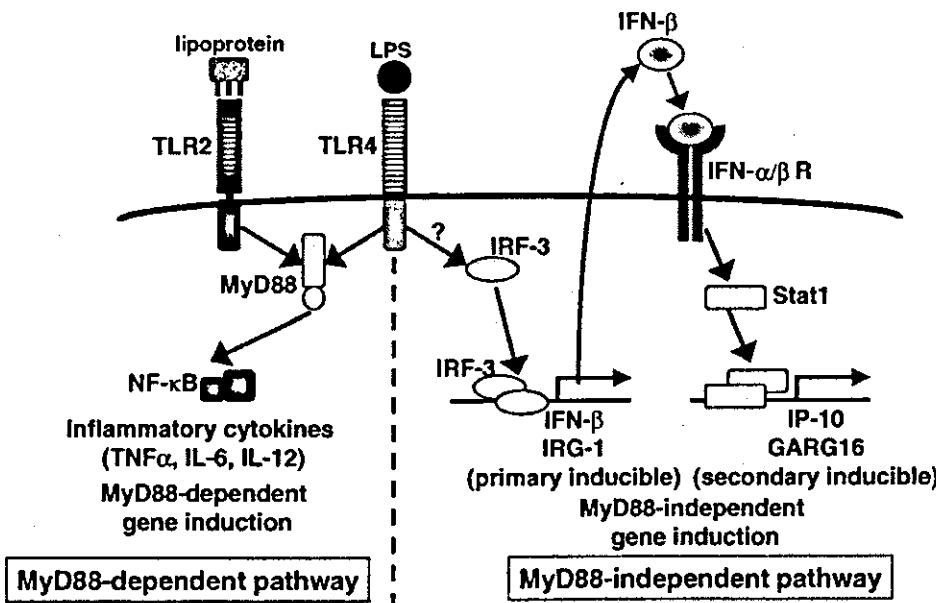 lipoprotein
LPS
IFN-β
TLR2
TLR4
IFN-α/β R
?
IRF-3
MyD88
Stat1
NF-κB
IRF-3
IFN-β
IRG-1
(primary inducible)
IP-10
GARG16
(secondary inducible)
Inflammatory cytokines
(TNFα, IL-6, IL-12)
MyD88-dependent
gene induction
MyD88-independent
gene induction
MyD88-dependent pathway
MyD88-independent pathway